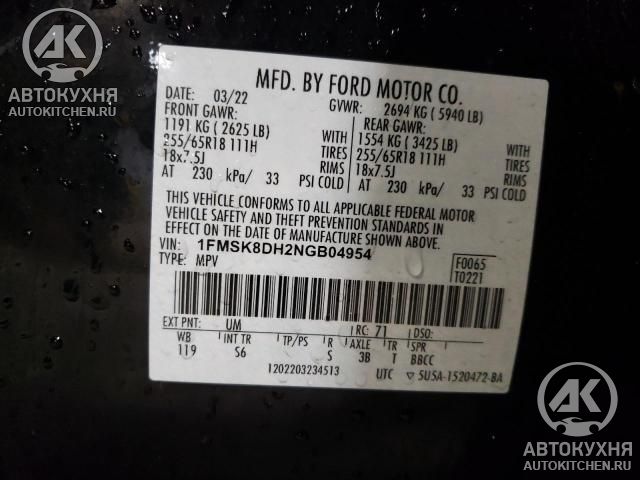 АК
АВТОКУХНЯ
AUTOKITCHEN.RU
MFD. BY FORD MOTOR CO.
DATE: 03/22 GVWR: 2694 KG ( 5940 LB)
FRONT GAWR: REAR GAWR:
1191 KG ( 2625 LB) WITH 1554 KG ( 3425 LB) WITH
255/65R18 111H TIRES 255/65R18 111H TIRES
18x7.5J RIMS 18x7.5J RIMS
AT 230 kPa/ 33 PSI COLD AT 230 kPa/ 33 PSI COLD
THIS VEHICLE CONFORMS TO ALL APPLICABLE FEDERAL MOTOR
VEHICLE SAFETY AND THEFT PREVENTION STANDARDS IN
EFFECT ON THE DATE OF MANUFACTURE SHOWN ABOVE.
VIN: 1FMSK8DH2NGB04954
TYPE: MPV
F0065
T0221
EXT PNT: UM RC: 71 DSO:
WB INT TR TP/PS R AXLE TR SPR
119 S6 S 3B T BBCC
1202203234513 UTC ▽ 5U5A-1520472-BA
АК
АВТОКУХНЯ
AUTOKITCHEN.RU